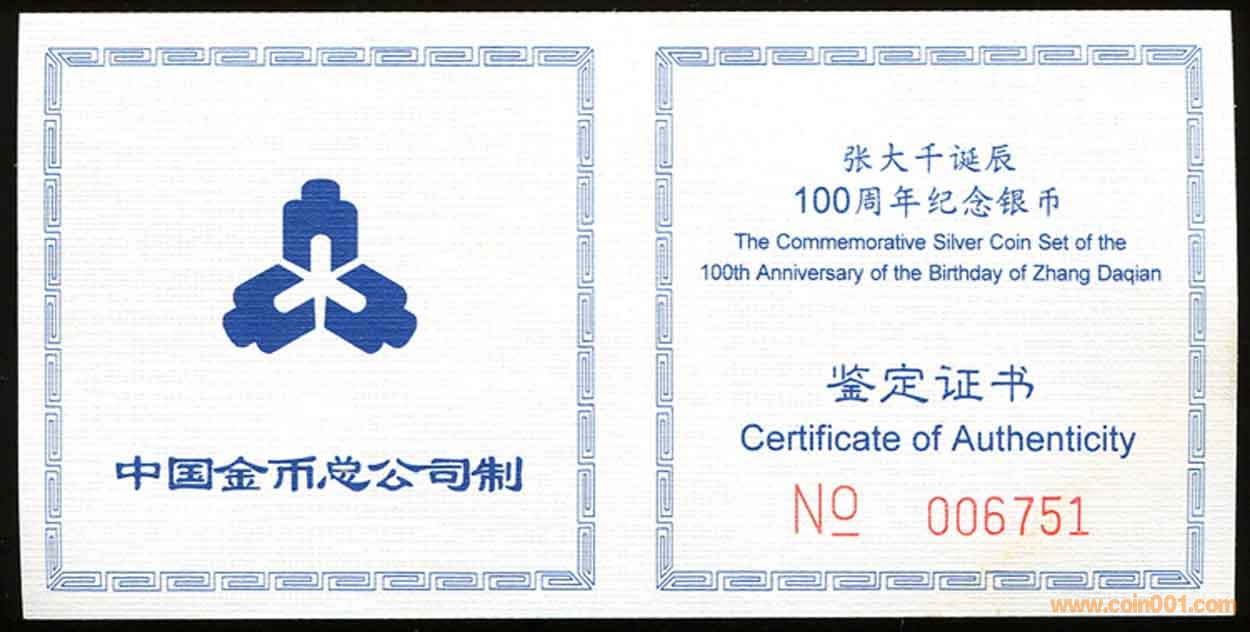 中国金币总公司制
张大千诞辰
100周年纪念银币
The Commemorative Silver Coin Set of the
100th Anniversary of the Birthday of Zhang Daqian
鉴定证书
Certificate of Authenticity
No 006751
www.coin001.com